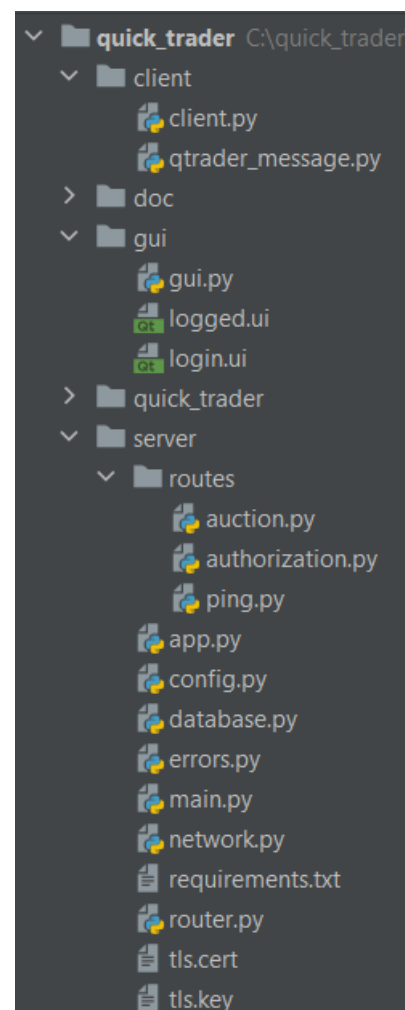 quick_trader C:\quick_trader
client
client.py
qtrader_message.py
doc
gui
gui.py
Qt logged.ui
Qt login.ui
quick_trader
server
routes
auction.py
authorization.py
ping.py
app.py
config.py
database.py
errors.py
main.py
network.py
requirements.txt
router.py
tls.cert
tls.key